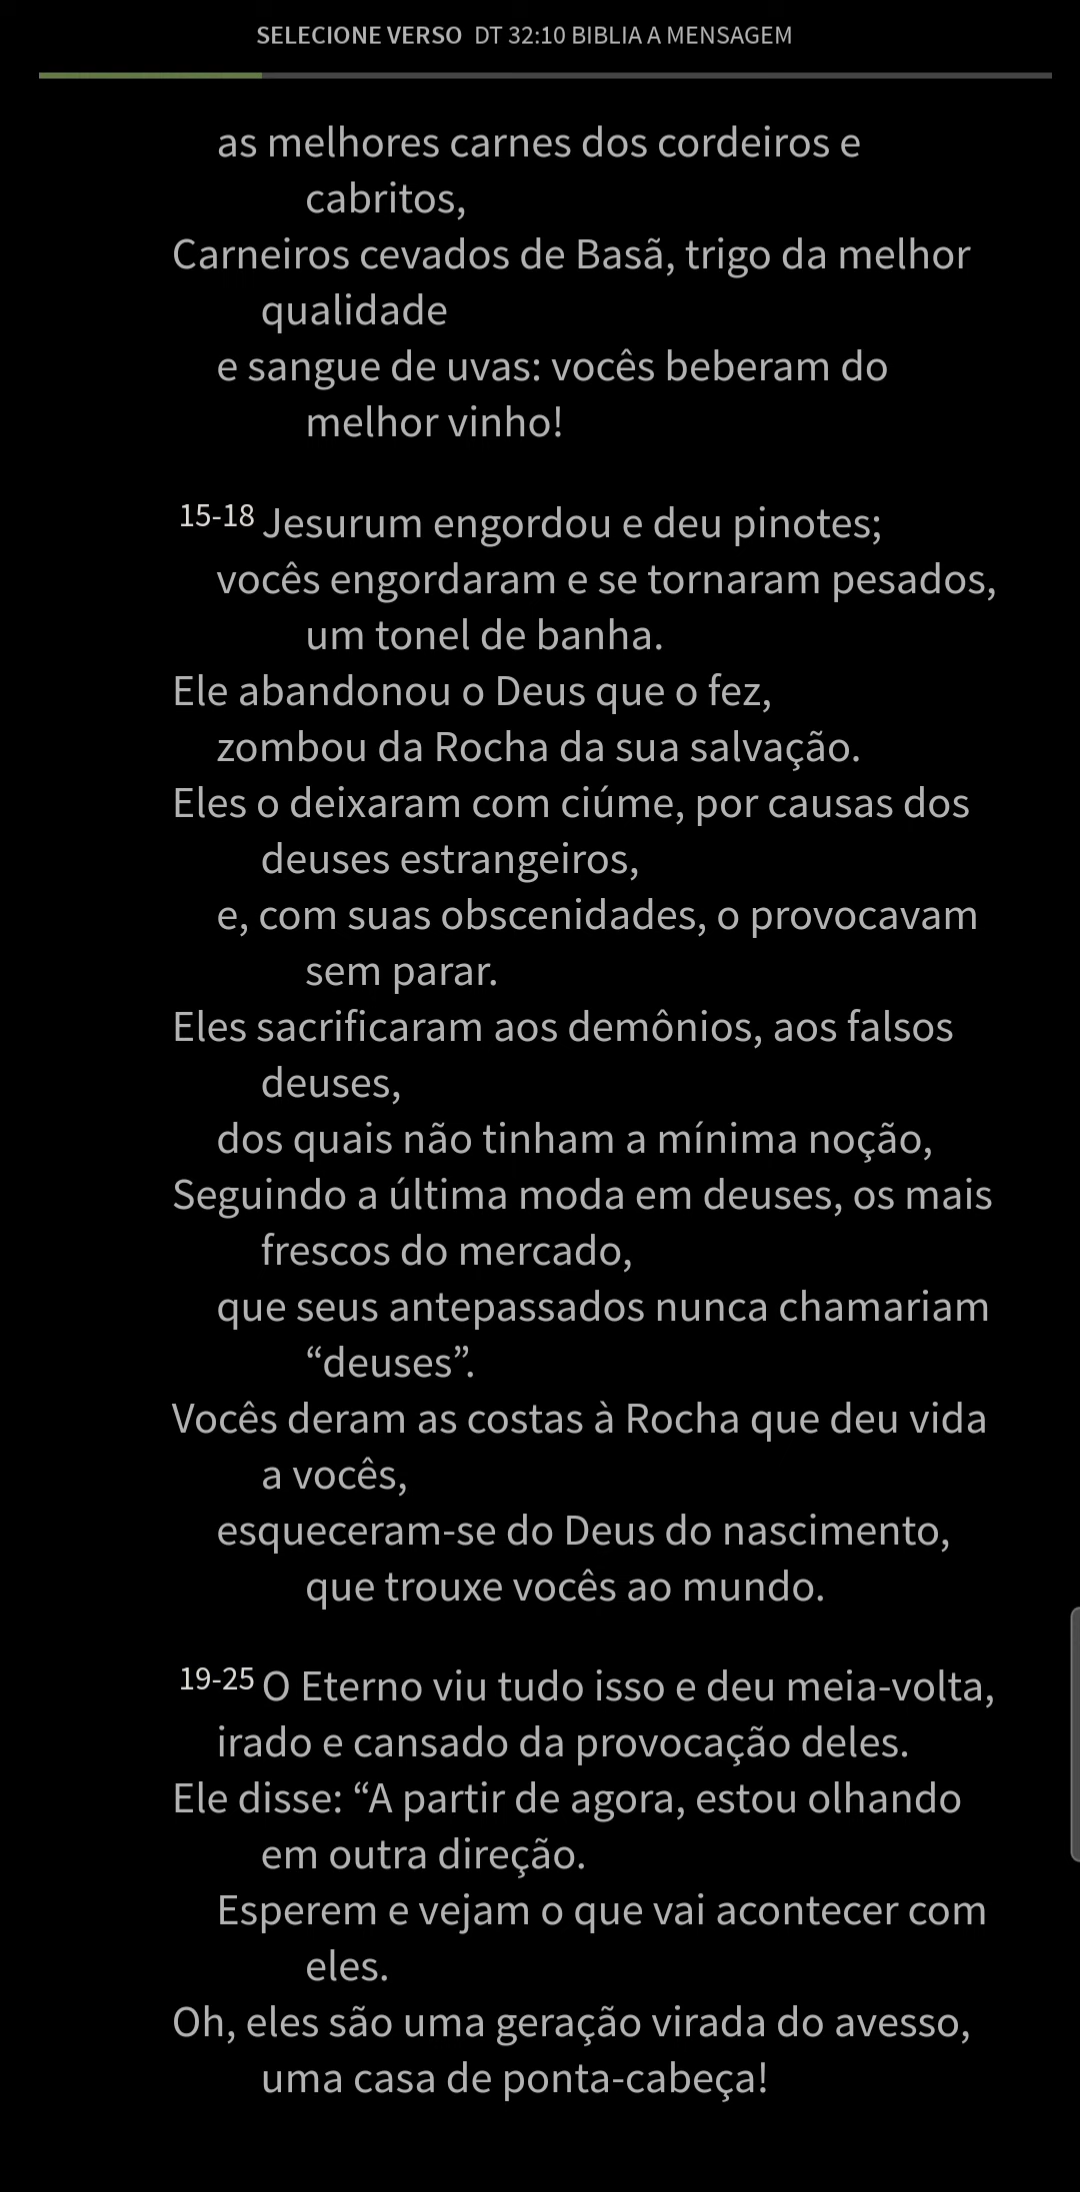 SELECIONE VERSO DT 32:10 BIBLIA A MENSAGEM
as melhores carnes dos cordeiros e
cabritos,
Carneiros cevados de Basã, trigo da melhor
qualidade
e sangue de uvas: vocês beberam do
melhor vinho!
15-18 Jesurum engordou e deu pinotes;
vocês engordaram e se tornaram pesados,
um tonel de banha.
Ele abandonou o Deus que o fez,
zombou da Rocha da sua salvação.
Eles o deixaram com ciúme, por causas dos
deuses estrangeiros,
e, com suas obscenidades, o provocavam
sem parar.
Eles sacrificaram aos demônios, aos falsos
deuses,
dos quais não tinham a mínima noção,
Seguindo a última moda em deuses, os mais
frescos do mercado,
que seus antepassados nunca chamariam
“deuses”.
Vocês deram as costas à Rocha que deu vida
a vocês,
esqueceram-se do Deus do nascimento,
que trouxe vocês ao mundo.
19-25 O Eterno viu tudo isso e deu meia-volta,
irado e cansado da provocação deles.
Ele disse: “A partir de agora, estou olhando
em outra direção.
Esperem e vejam o que vai acontecer com
eles.
Oh, eles são uma geração virada do avesso,
uma casa de ponta-cabeça!